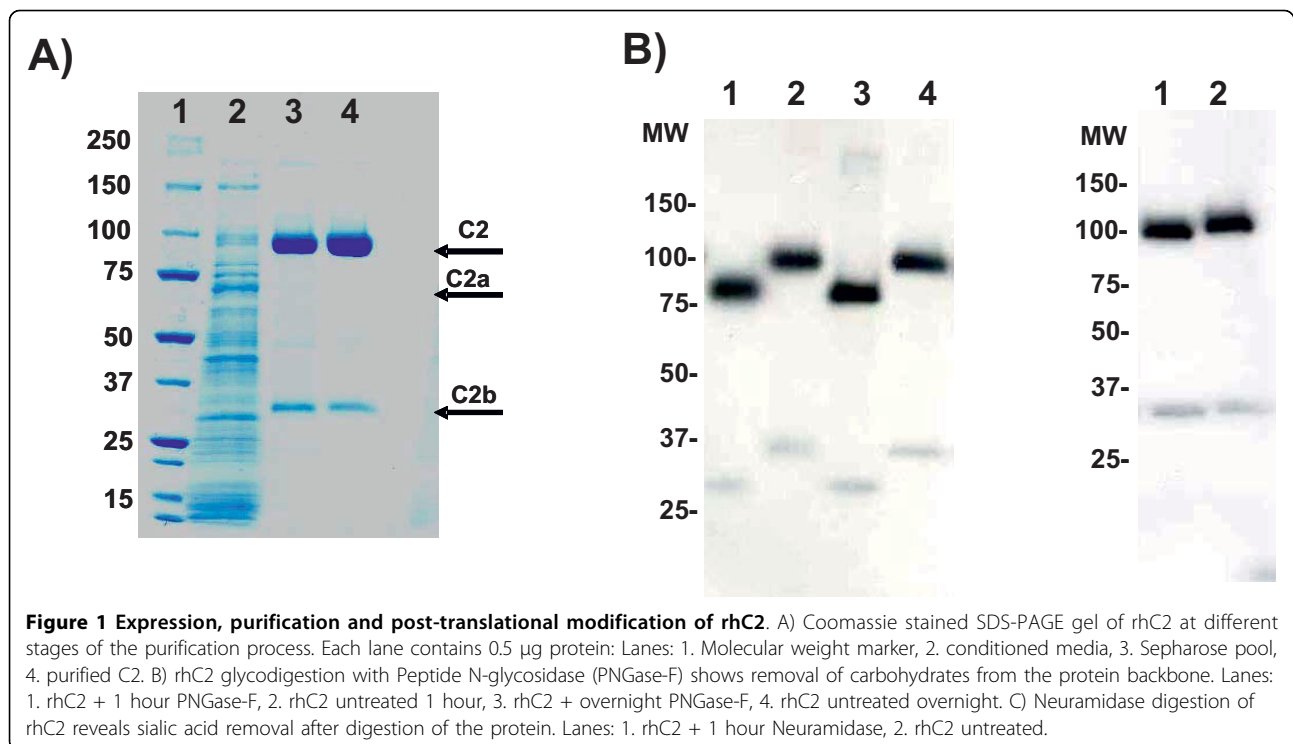 A)
1 2 3 4
250
150
100
75
50
37
25
15
C2
C2a
C2b
B)
1 2 3 4
MW
150-
100-
75-
50-
37-
25-
1 2
MW
150-
100-
75-
50-
37-
25-
Figure 1 Expression, purification and post-translational modification of rhC2. A) Coomassie stained SDS-PAGE gel of rhC2 at different
stages of the purification process. Each lane contains 0.5 μg protein: Lanes: 1. Molecular weight marker, 2. conditioned media, 3. Sepharose pool,
4. purified C2. B) rhC2 glycodigestion with Peptide N-glycosidase (PNGase-F) shows removal of carbohydrates from the protein backbone. Lanes:
1. rhC2 + 1 hour PNGase-F, 2. rhC2 untreated 1 hour, 3. rhC2 + overnight PNGase-F, 4. rhC2 untreated overnight. C) Neuramidase digestion of
rhC2 reveals sialic acid removal after digestion of the protein. Lanes: 1. rhC2 + 1 hour Neuramidase, 2. rhC2 untreated.